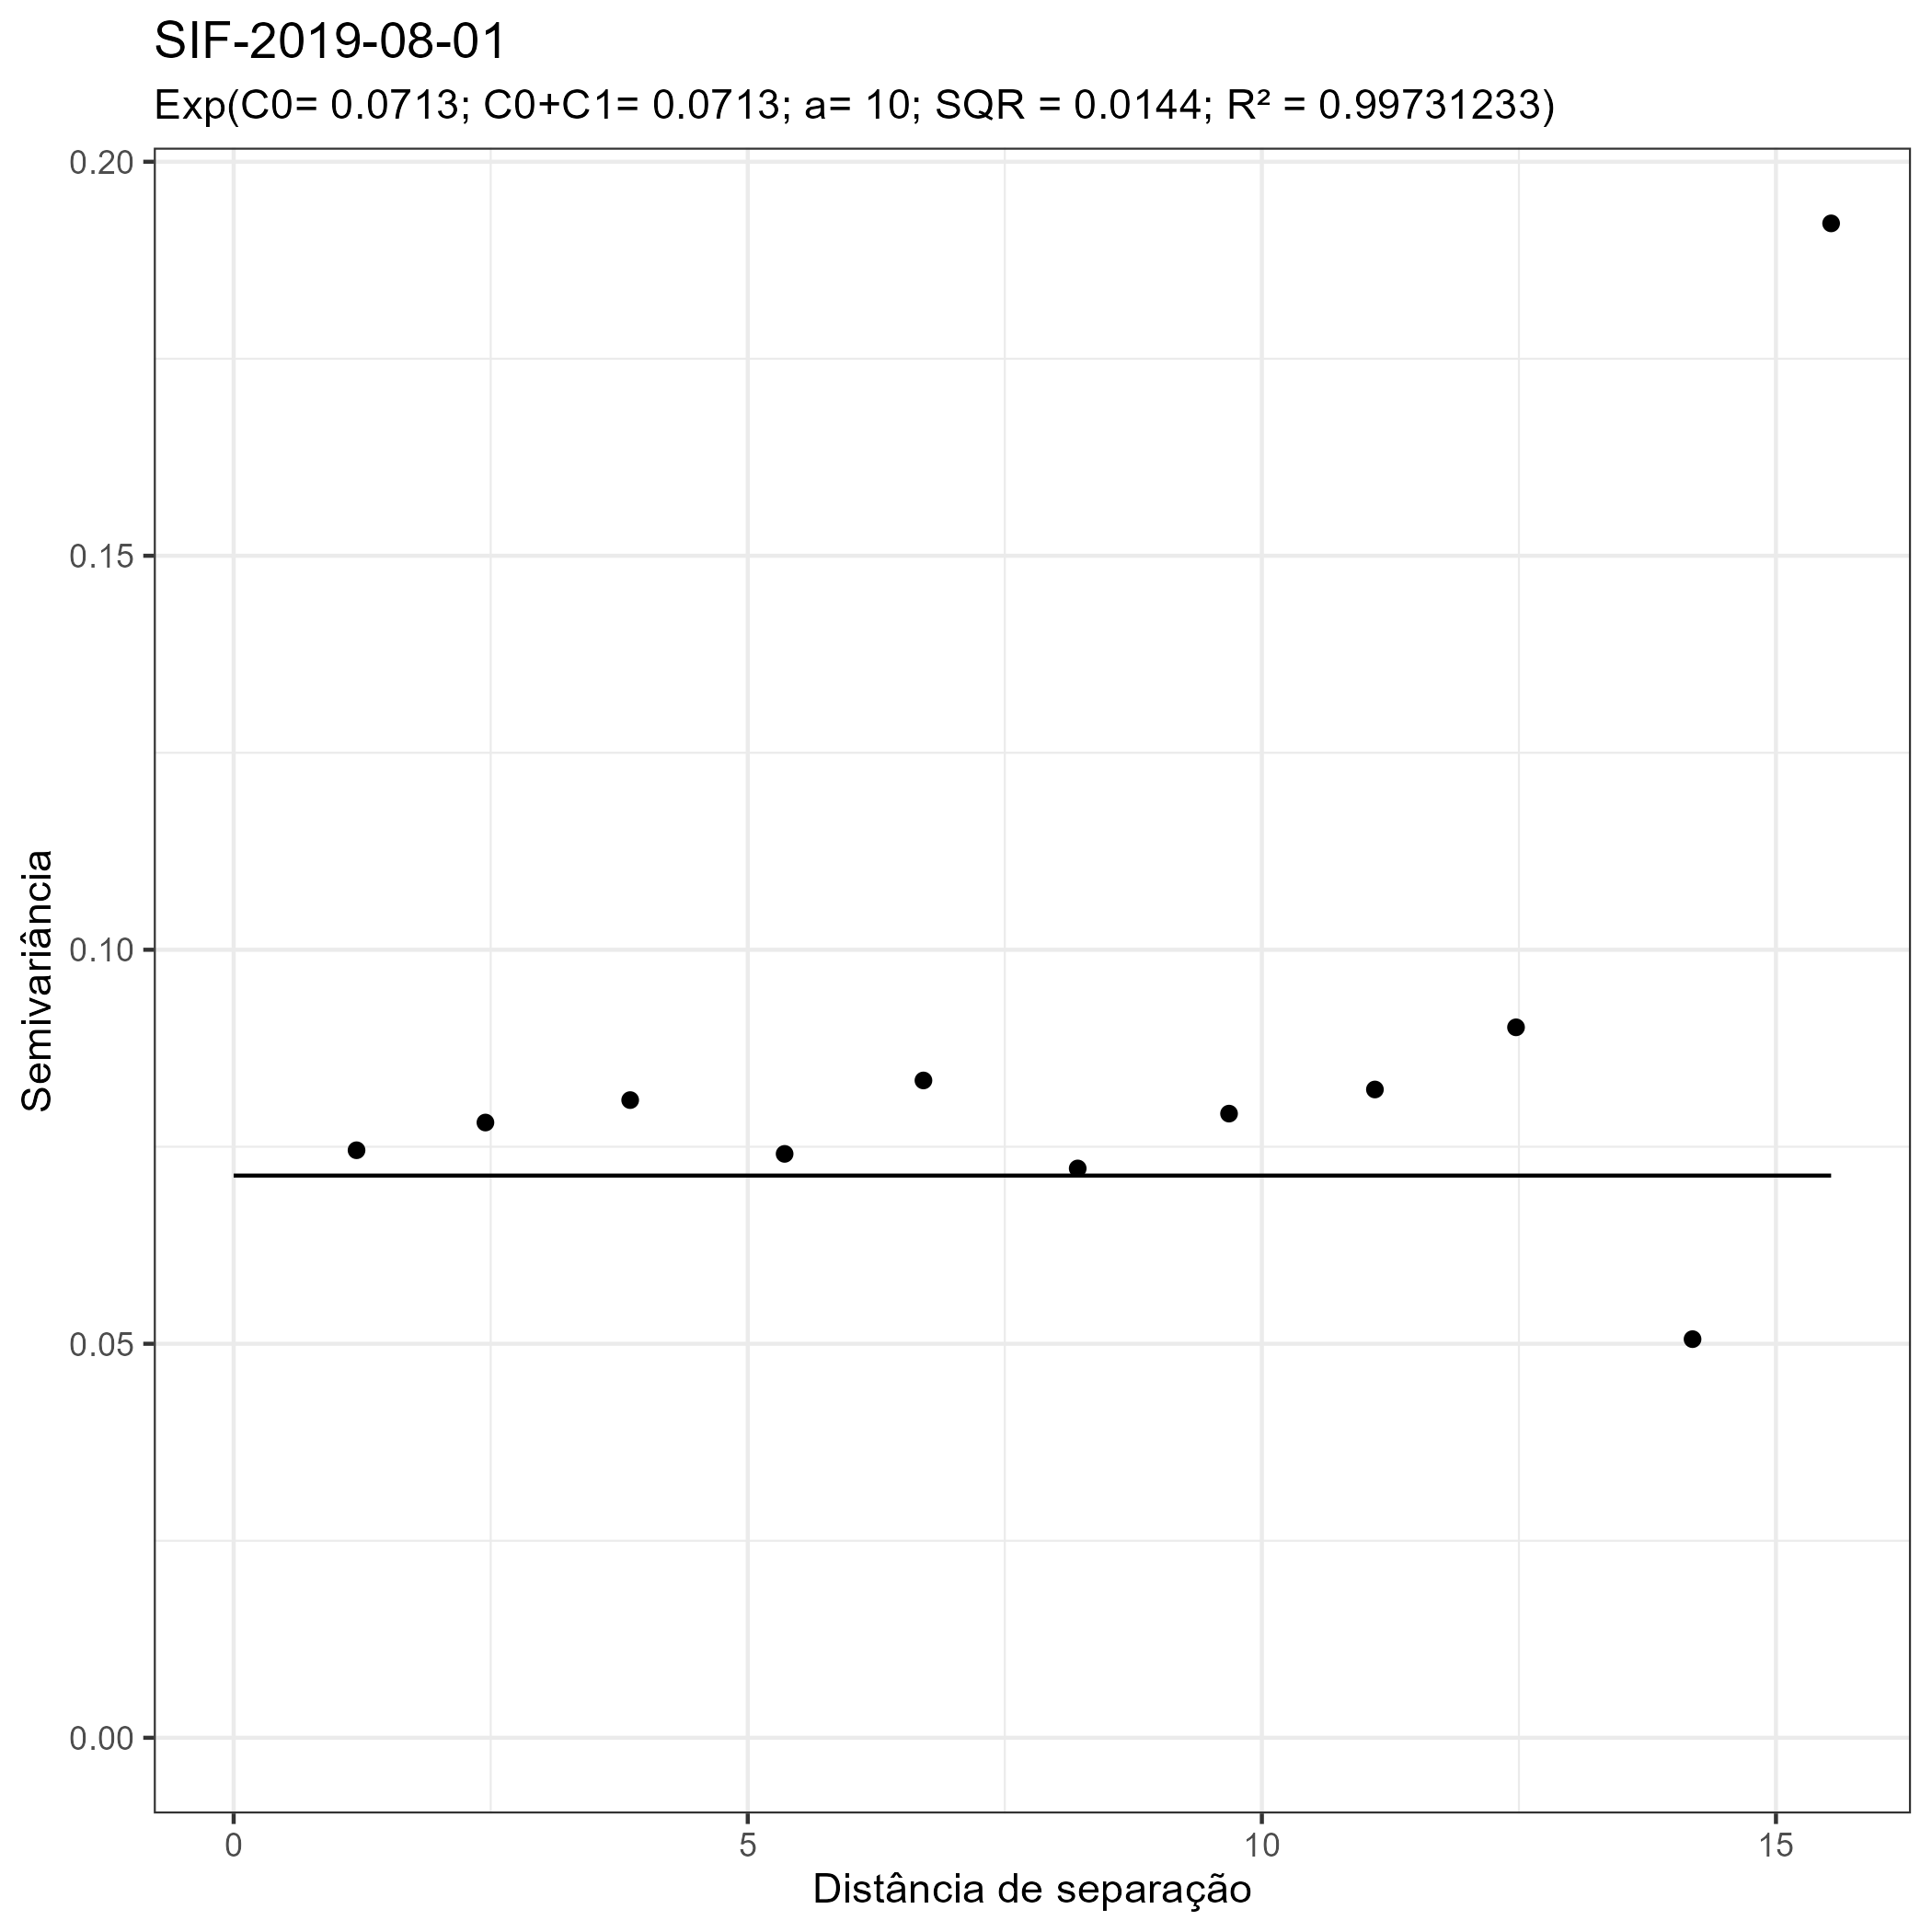 SIF-2019-08-01
Exp(C0= 0.0713; C0+C1= 0.0713; a= 10; SQR = 0.0144; R² = 0.99731233)
0.20
0.15
0.10
0.05
0.00
Semivariância
0 5 10 15
Distância de separação